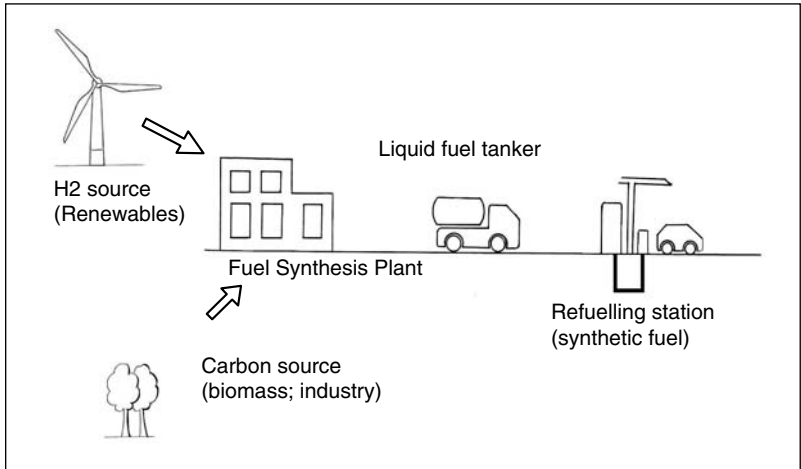 Liquid fuel tanker
H2 source
(Renewables)
Fuel Synthesis Plant
Refuelling station
(synthetic fuel)
Carbon source
(biomass; industry)